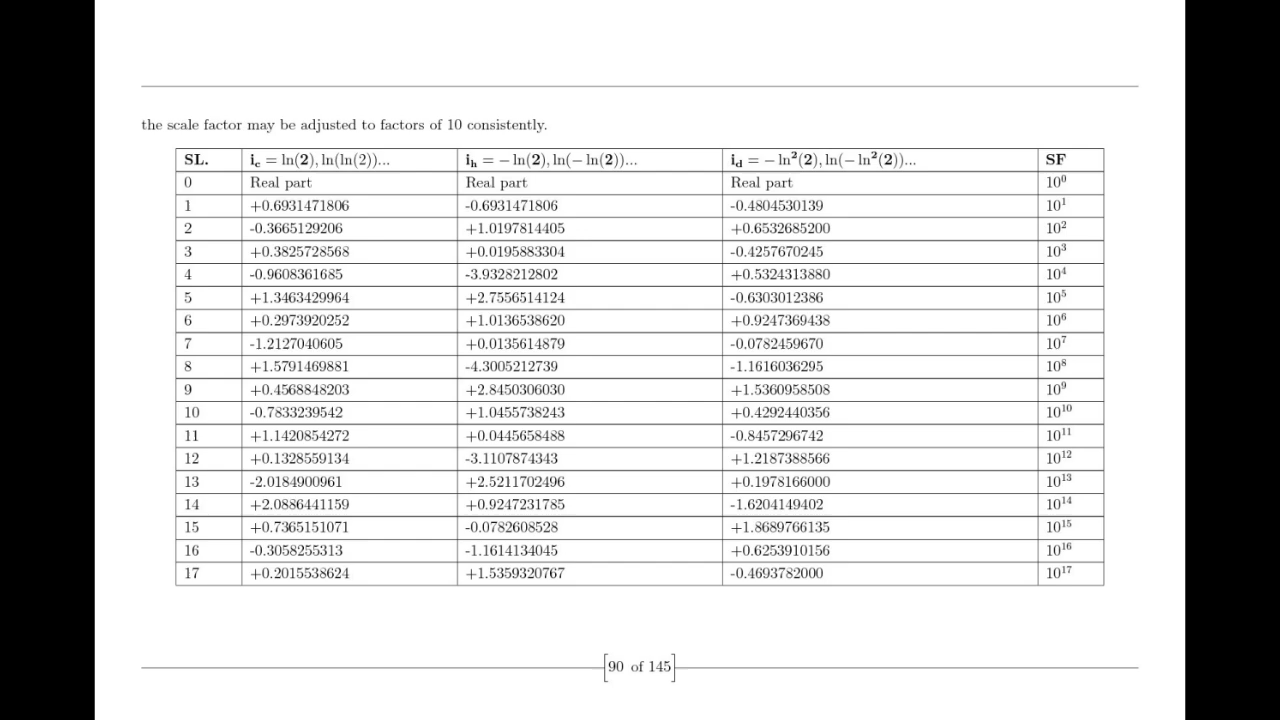 the scale factor may be adjusted to factors of 10 consistently.
SL. i_c = ln(2), ln(ln(2))... i_h = − ln(2), ln(− ln(2))... i_d = − ln²(2), ln(− ln²(2))... SF
0 Real part Real part Real part 10⁰
1 +0.6931471806 -0.6931471806 -0.4804530139 10¹
2 -0.3665129206 +1.0197814405 +0.6532685200 10²
3 +0.3825728568 +0.0195883304 -0.4257670245 10³
4 -0.9608361685 -3.9328212802 +0.5324313880 10⁴
5 +1.3463429964 +2.7556514124 -0.6303012386 10⁵
6 +0.2973920252 +1.0136538620 +0.9247369438 10⁶
7 -1.2127040605 +0.0135614879 -0.0782459670 10⁷
8 +1.5791469881 -4.3005212739 -1.1616036295 10⁸
9 +0.4568848203 +2.8450306030 +1.5360958508 10⁹
10 -0.7833239542 +1.0455738243 +0.4292440356 10¹⁰
11 +1.1420854272 +0.0445658488 -0.8457296742 10¹¹
12 +0.1328559134 -3.1107874343 +1.2187388566 10¹²
13 -2.0184900961 +2.5211702496 +0.1978166000 10¹³
14 +2.0886441159 +0.9247231785 -1.6204149402 10¹⁴
15 +0.7365151071 -0.0782608528 +1.8689766135 10¹⁵
16 -0.3058255313 -1.1614134045 +0.6253910156 10¹⁶
17 +0.2015538624 +1.5359320767 -0.4693782000 10¹⁷
[90 of 145]